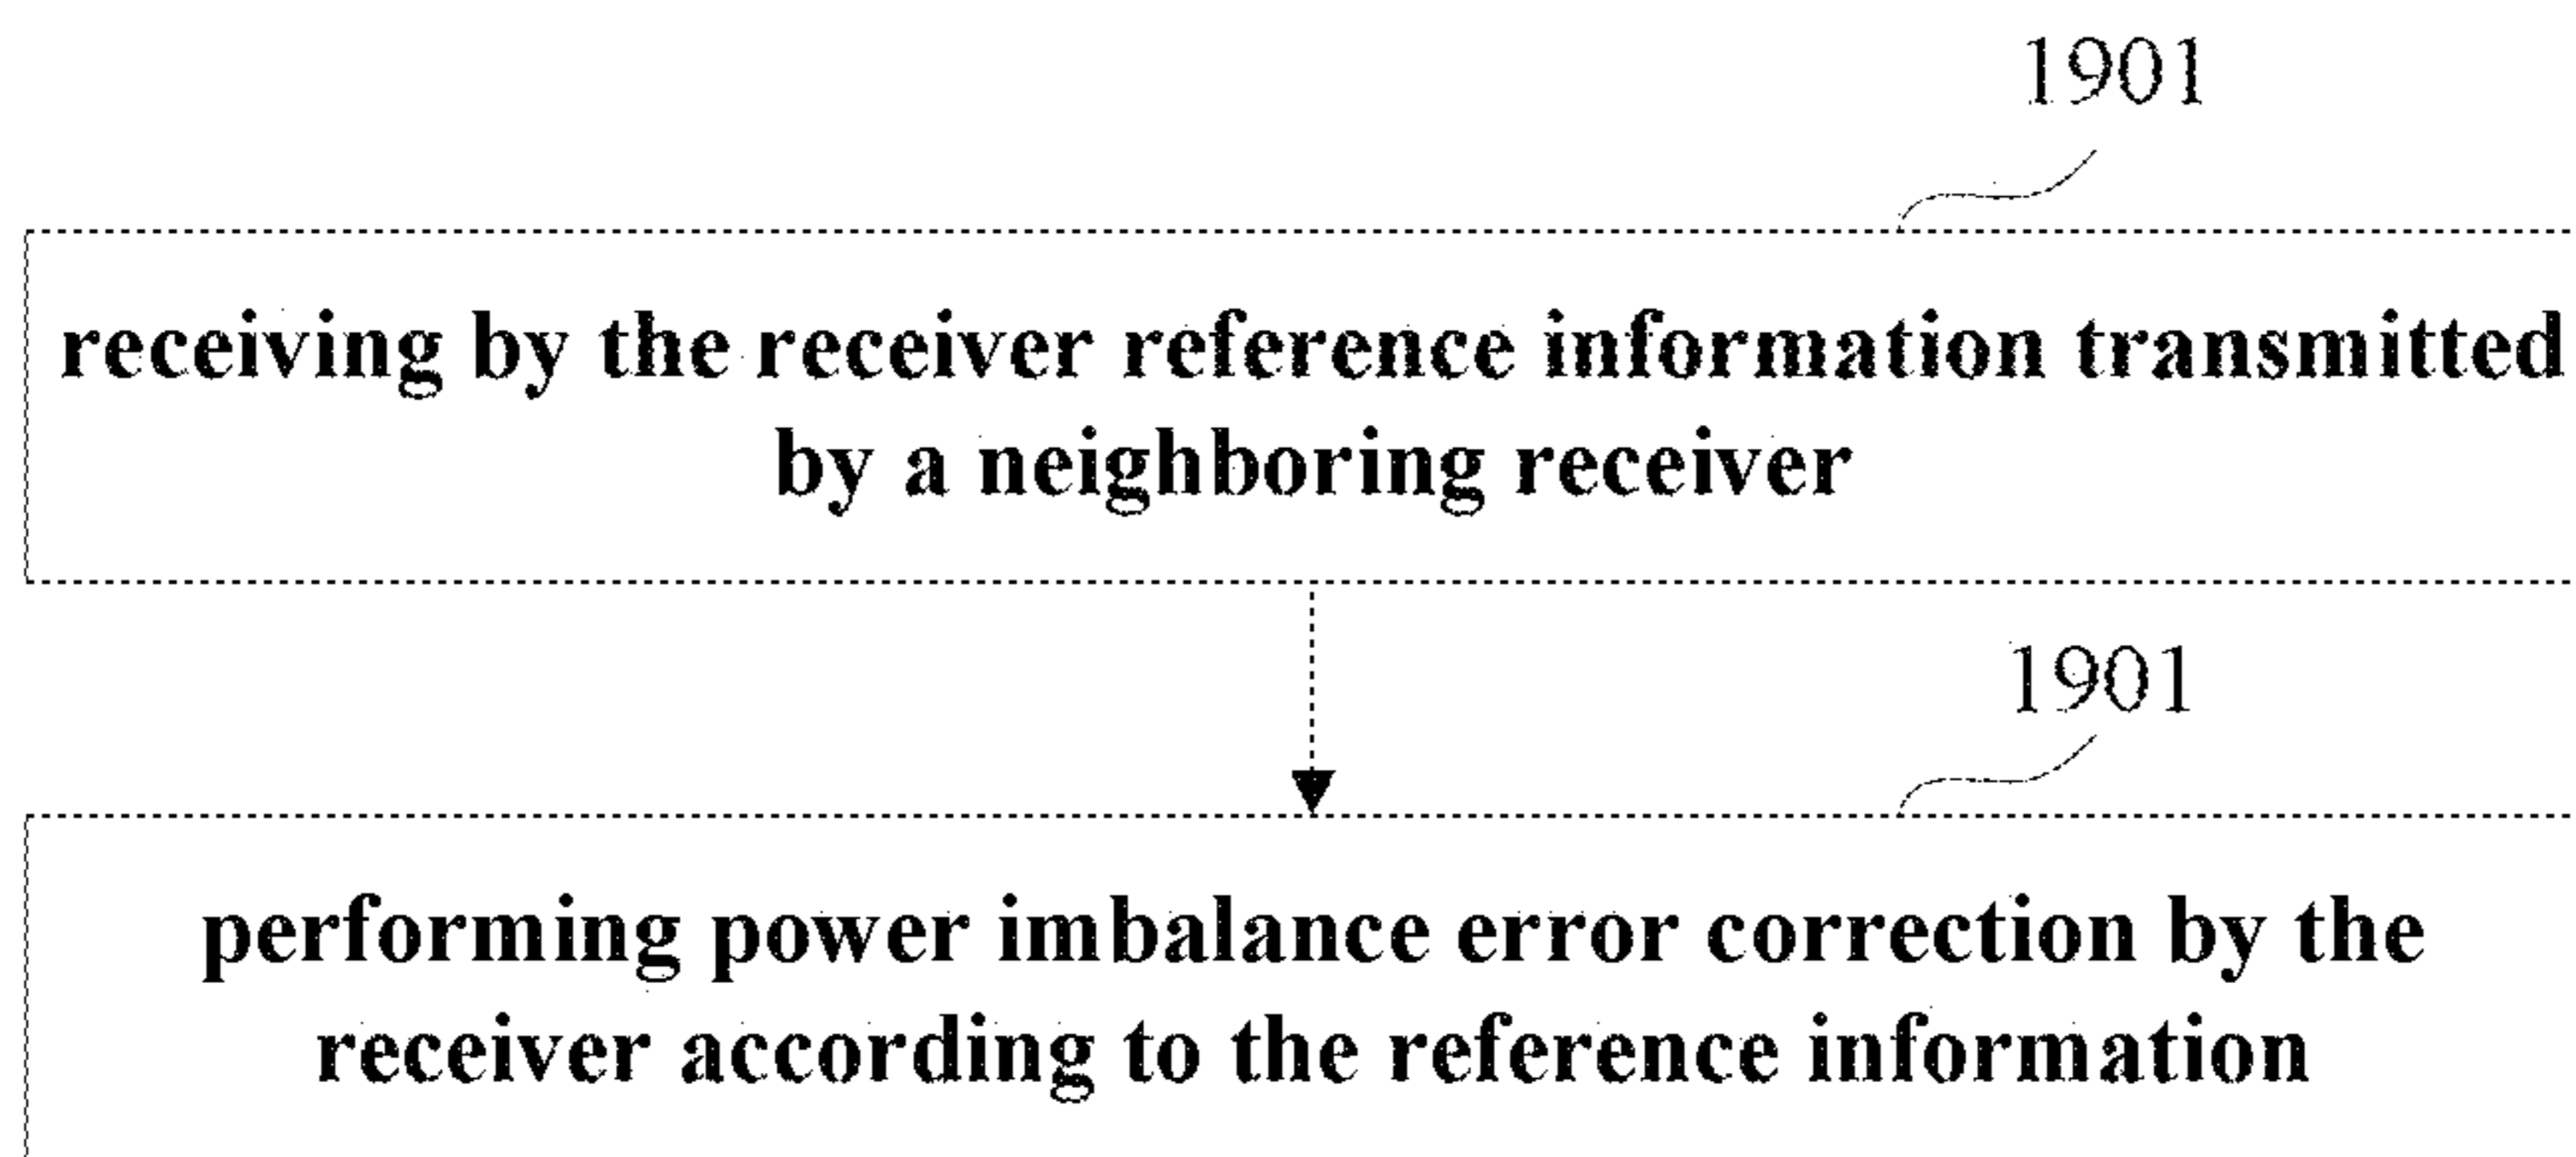 1901
receiving by the receiver reference information transmitted
by a neighboring receiver
1901
performing power imbalance error correction by the
receiver according to the reference information